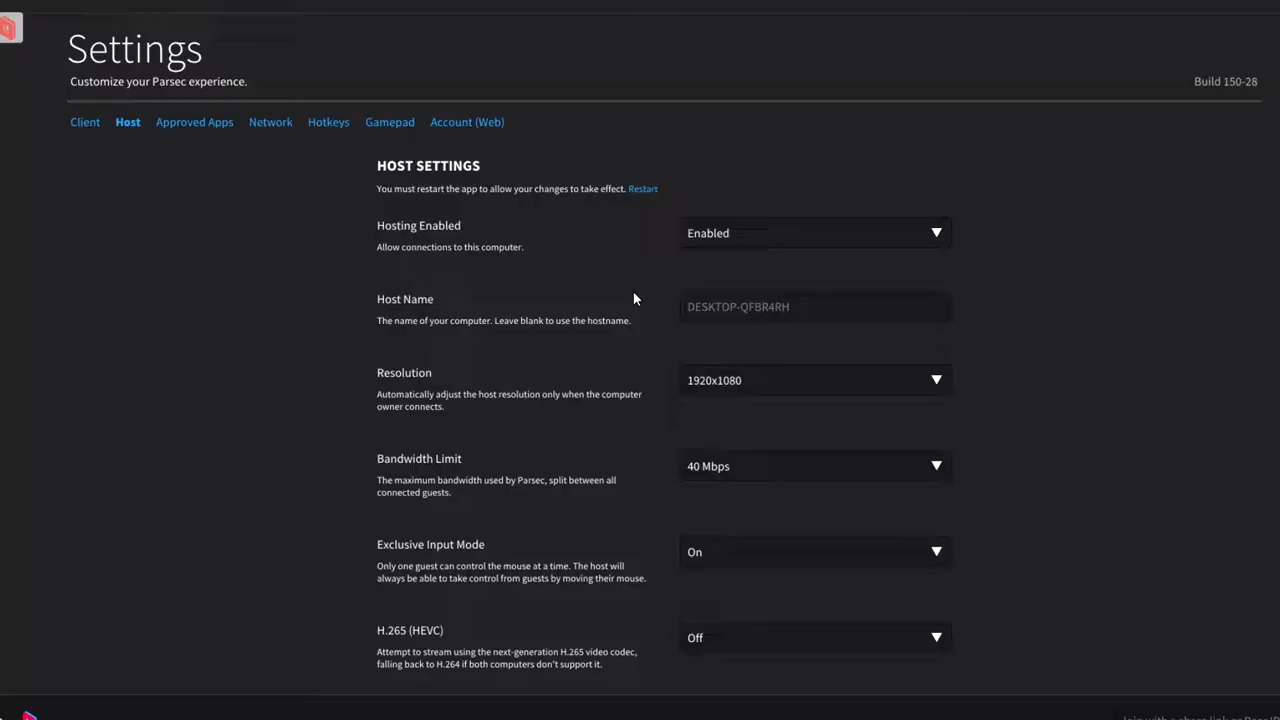 Settings
Customize your Parsec experience.
Build 150-28
Client Host Approved Apps Network Hotkeys Gamepad Account (Web)
HOST SETTINGS
You must restart the app to allow your changes to take effect. Restart
Hosting Enabled
Allow connections to this computer.
Enabled
Host Name
The name of your computer. Leave blank to use the hostname.
DESKTOP-QFBR4RH
Resolution
Automatically adjust the host resolution only when the computer
owner connects.
1920x1080
Bandwidth Limit
The maximum bandwidth used by Parsec, split between all
connected guests.
40 Mbps
Exclusive Input Mode
Only one guest can control the mouse at a time. The host will
always be able to take control from guests by moving their mouse.
On
H.265 (HEVC)
Attempt to stream using the next-generation H.265 video codec,
falling back to H.264 if both computers don't support it.
Off